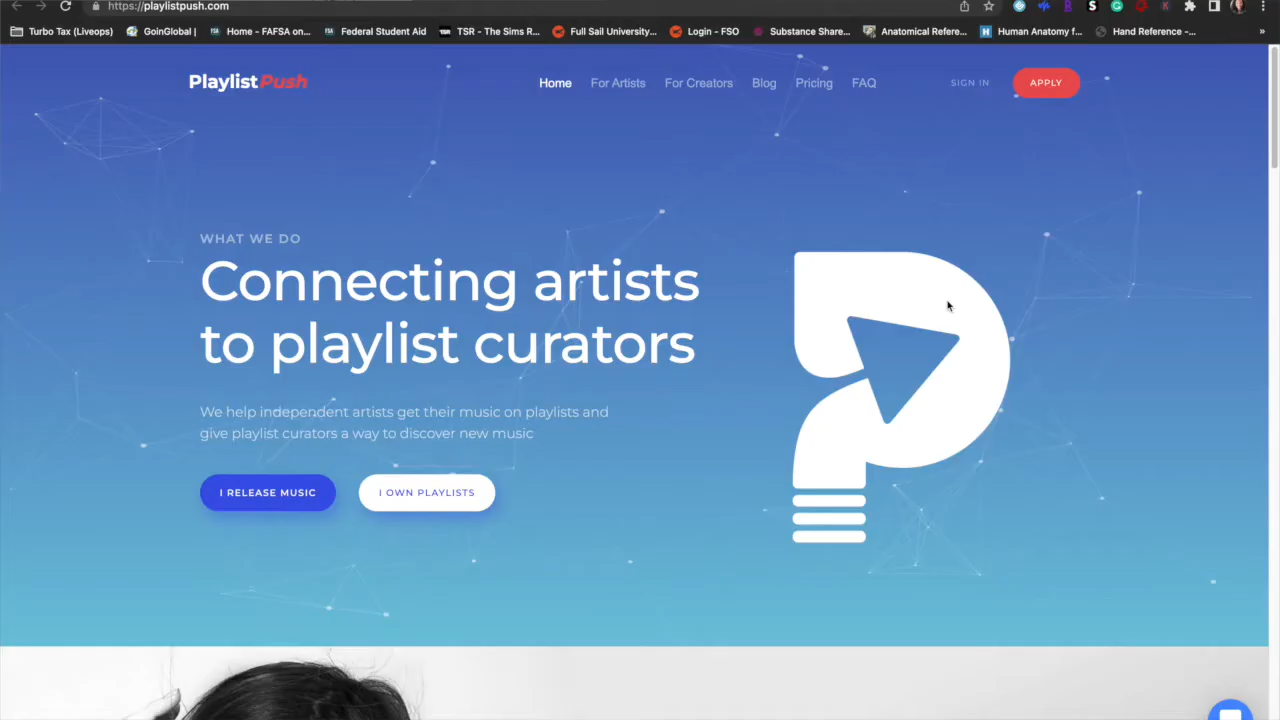 https://playlistpush.com
Turbo Tax (Liveops) GoinGlobal | Home - FAFSA on... Federal Student Aid TSR - The Sims R... Full Sail University... Login - FSO Substance Share... Anatomical Refere... Human Anatomy f... Hand Reference -... »
PlaylistPush Home For Artists For Creators Blog Pricing FAQ SIGN IN APPLY
WHAT WE DO
Connecting artists
to playlist curators
We help independent artists get their music on playlists and
give playlist curators a way to discover new music
I RELEASE MUSIC I OWN PLAYLISTS